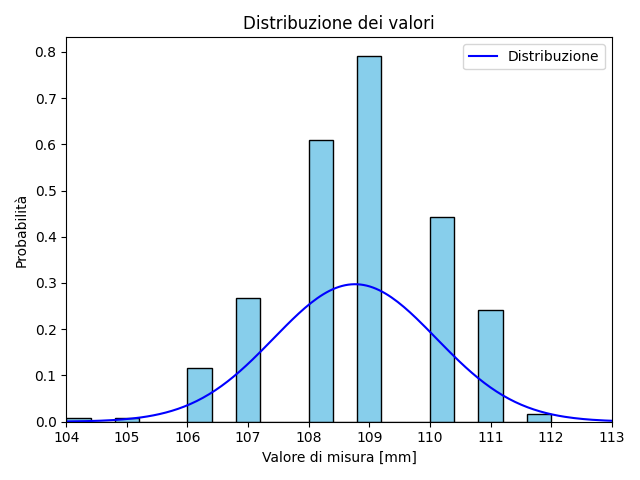 Distribuzione dei valori
Distribuzione
0.8
0.7
0.6
0.5
0.4
0.3
0.2
0.1
0.0
Probabilità
104 105 106 107 108 109 110 111 112 113
Valore di misura [mm]